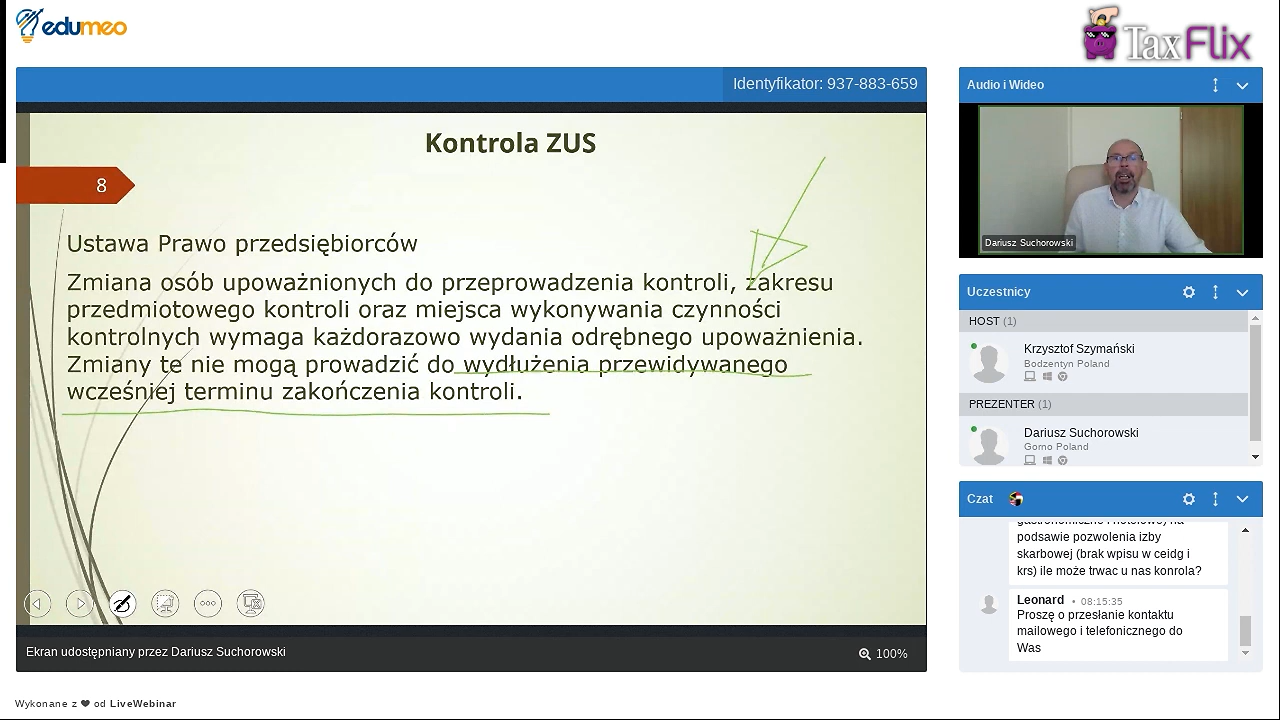 edumeo
TaxFlix
Identyfikator: 937-883-659
Kontrola ZUS
8
Ustawa Prawo przedsiębiorców
Zmiana osób upoważnionych do przeprowadzenia kontroli, zakresu
przedmiotowego kontroli oraz miejsca wykonywania czynności
kontrolnych wymaga każdorazowo wydania odrębnego upoważnienia.
Zmiany te nie mogą prowadzić do wydłużenia przewidywanego
wcześniej terminu zakończenia kontroli.
Ekran udostępniany przez Dariusz Suchorowski
100%
Audio i Wideo
Dariusz Suchorowski
Uczestnicy
HOST (1)
Krzysztof Szymański
Bodzentyn Poland
PREZENTER (1)
Dariusz Suchorowski
Gomo Poland
Czat
gastronomiczne i hotelowe) na
podsawie pozwolenia izby
skarbowej (brak wpisu w ceidg i
krs) ile może trwac u nas konrola?
Leonard • 08:15:35
Proszę o przesłanie kontaktu
mailowego i telefonicznego do
Was
Wykonane z ❤ od LiveWebinar